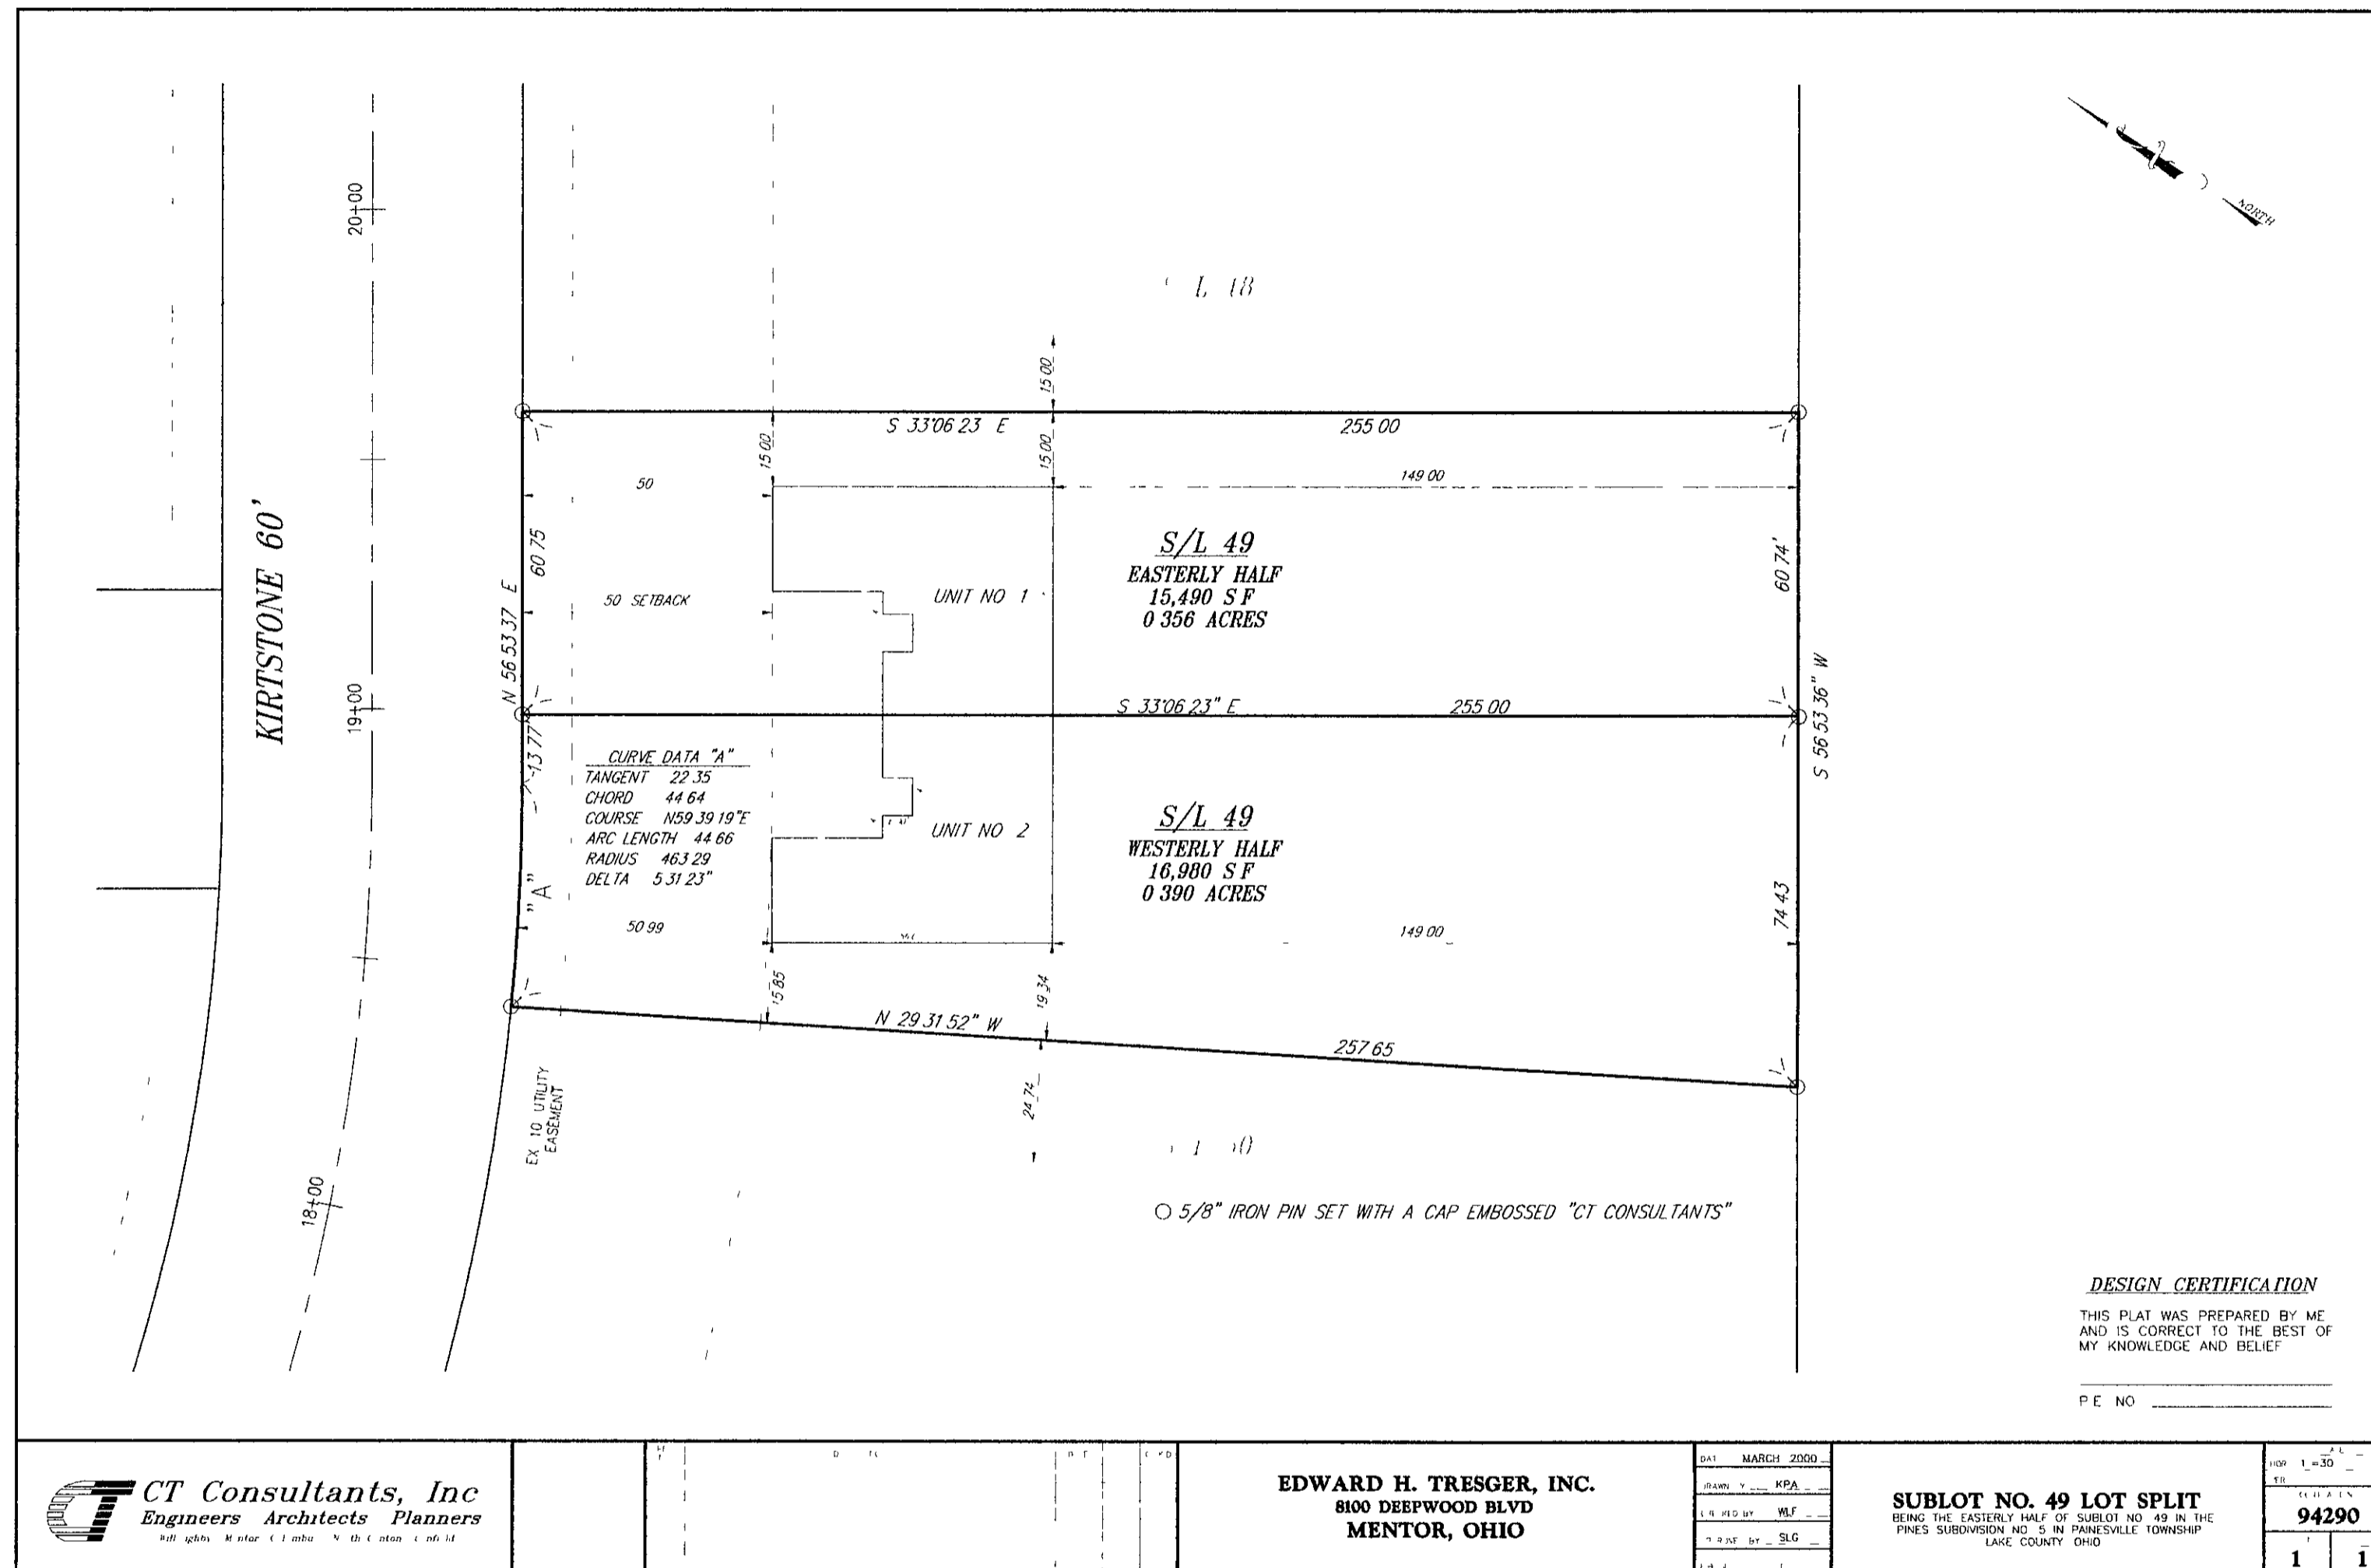 NORTH
20+00
L 18
15 00
S 33°06 23 E
255 00
15 00
15 00
50
149 00
KIRTSTONE 60'
60 75
S/L 49
EASTERLY HALF
15,490 S F
0 356 ACRES
60 74'
50 SETBACK
UNIT NO 1
N 56 53 37 E
19+00
S 33°06 23" E
255 00
S 56 53 36" W
13 77
CURVE DATA "A"
TANGENT 22 35
CHORD 44 64
COURSE N59 39 19"E
ARC LENGTH 44 66
RADIUS 463 29
DELTA 5 31 23"
"A"
UNIT NO 2
S/L 49
WESTERLY HALF
16,980 S F
0 390 ACRES
74 43
50 99
149 00
15 85
19 34
N 29 31 52" W
257 65
24 74
EX 10 UTILITY
EASEMENT
18+00
5/8" IRON PIN SET WITH A CAP EMBOSSED "CT CONSULTANTS"
DESIGN CERTIFICATION
THIS PLAT WAS PREPARED BY ME
AND IS CORRECT TO THE BEST OF
MY KNOWLEDGE AND BELIEF
P E NO
CT Consultants, Inc
Engineers Architects Planners
EDWARD H. TRESGER, INC.
8100 DEEPWOOD BLVD
MENTOR, OHIO
MARCH 2000
KPA
WLF
SLG
SUBLOT NO. 49 LOT SPLIT
BEING THE EASTERLY HALF OF SUBLOT NO 49 IN THE
PINES SUBDIVISION NO 5 IN PAINESVILLE TOWNSHIP
LAKE COUNTY OHIO
1 =30
94290
1 1